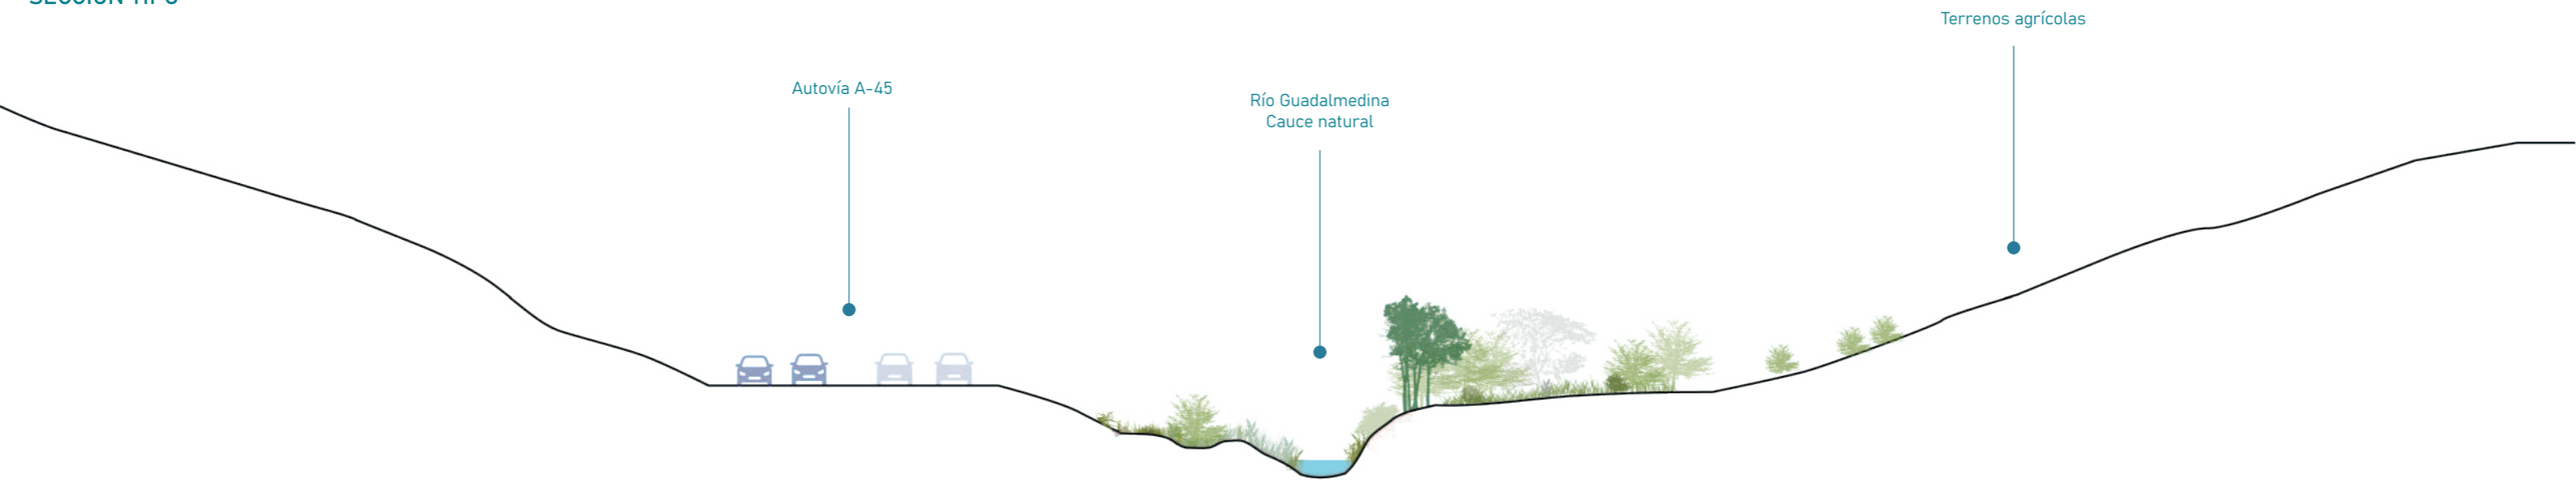 Terrenos agrícolas
Autovía A-45
Río Guadalmedina
Cauce natural